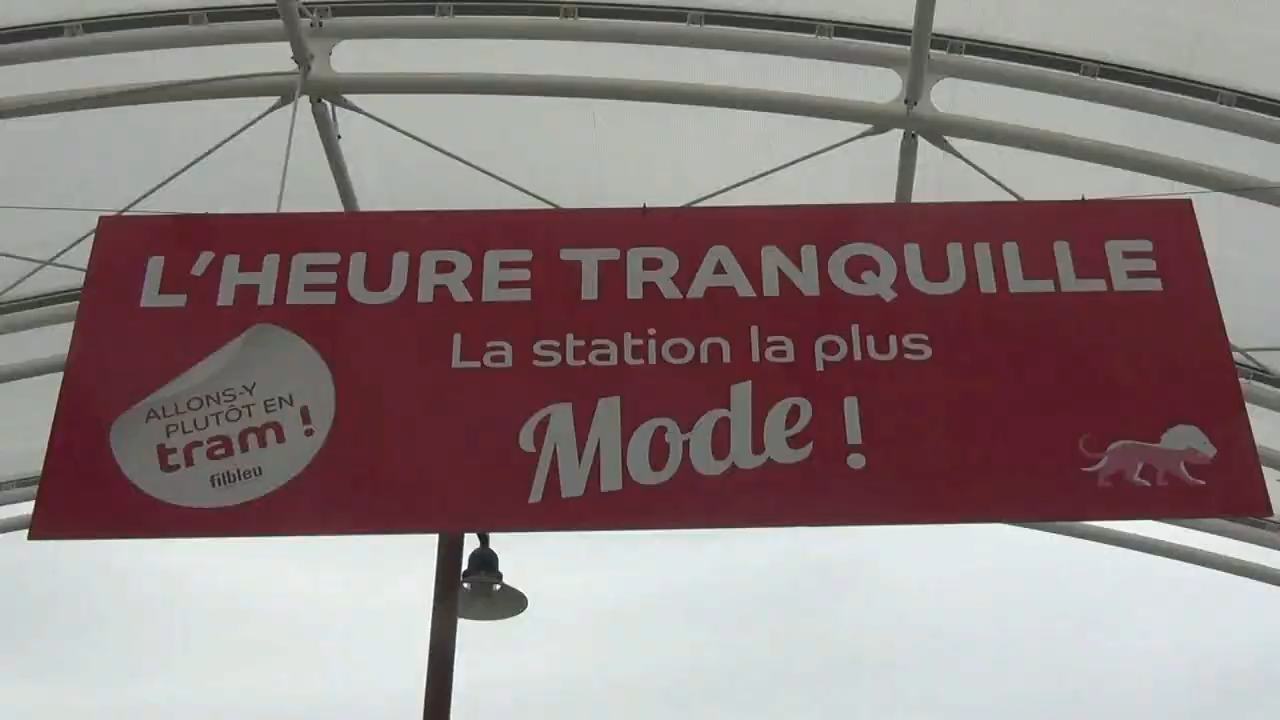 L'HEURE TRANQUILLE
La station la plus
Mode !
ALLONS-Y
PLUTÔT EN
tram !
filbleu